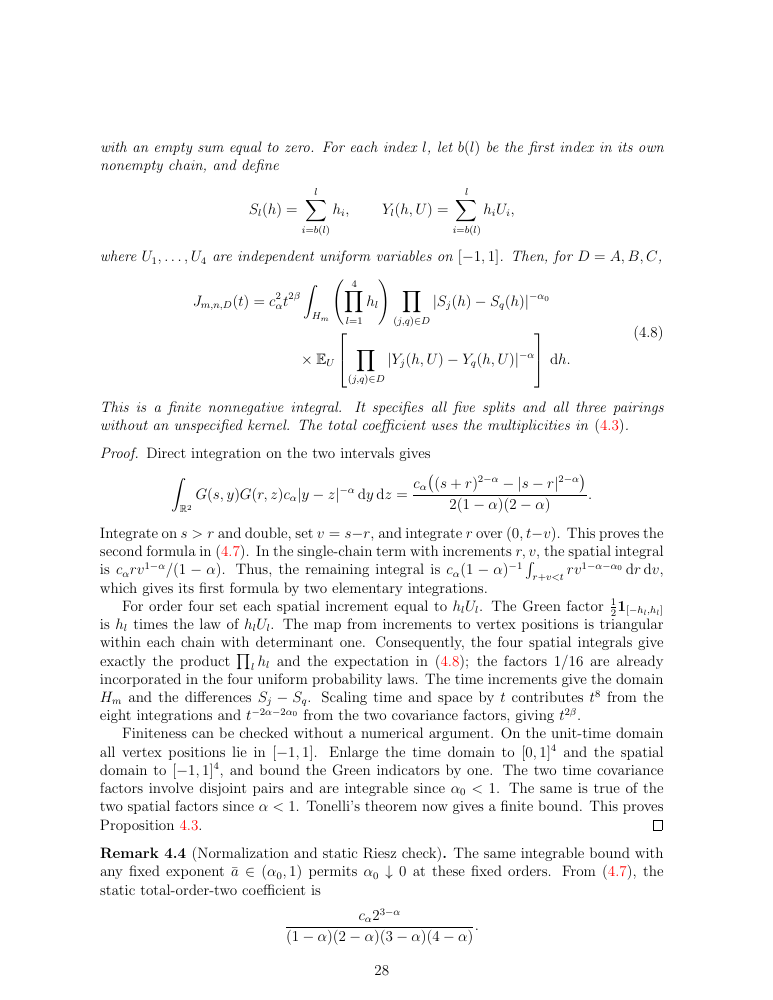 with an empty sum equal to zero. For each index l, let b(l) be the first index in its own
nonempty chain, and define
S_l(h) = \sum_{i=b(l)}^{l} h_i, Y_l(h, U) = \sum_{i=b(l)}^{l} h_i U_i,
where U_1, . . . , U_4 are independent uniform variables on [−1, 1]. Then, for D = A, B, C,
J_{m,n,D}(t) = c_α^2 t^{2β} \int_{H_m} \left( \prod_{l=1}^{4} h_l \right) \prod_{(j,q)∈D} |S_j(h) − S_q(h)|^{−α_0}
(4.8)
× 𝔼_U \left[ \prod_{(j,q)∈D} |Y_j(h, U) − Y_q(h, U)|^{−α} \right] dh.
This is a finite nonnegative integral. It specifies all five splits and all three pairings
without an unspecified kernel. The total coefficient uses the multiplicities in (4.3).
Proof. Direct integration on the two intervals gives
\int_{ℝ^2} G(s, y)G(r, z)c_α|y − z|^{−α} dy dz = \frac{c_α((s + r)^{2−α} − |s − r|^{2−α})}{2(1 − α)(2 − α)}.
Integrate on s > r and double, set v = s−r, and integrate r over (0, t−v). This proves the
second formula in (4.7). In the single-chain term with increments r, v, the spatial integral
is c_α rv^{1−α}/(1 − α). Thus, the remaining integral is c_α(1 − α)^{−1} \int_{r+v<t} rv^{1−α−α_0} dr dv,
which gives its first formula by two elementary integrations.
For order four set each spatial increment equal to h_l U_l. The Green factor \frac{1}{2}𝟏_{[−h_l,h_l]}
is h_l times the law of h_l U_l. The map from increments to vertex positions is triangular
within each chain with determinant one. Consequently, the four spatial integrals give
exactly the product \prod_l h_l and the expectation in (4.8); the factors 1/16 are already
incorporated in the four uniform probability laws. The time increments give the domain
H_m and the differences S_j − S_q. Scaling time and space by t contributes t^8 from the
eight integrations and t^{−2α−2α_0} from the two covariance factors, giving t^{2β}.
Finiteness can be checked without a numerical argument. On the unit-time domain
all vertex positions lie in [−1, 1]. Enlarge the time domain to [0, 1]^4 and the spatial
domain to [−1, 1]^4, and bound the Green indicators by one. The two time covariance
factors involve disjoint pairs and are integrable since α_0 < 1. The same is true of the
two spatial factors since α < 1. Tonelli's theorem now gives a finite bound. This proves
Proposition 4.3. □
Remark 4.4 (Normalization and static Riesz check). The same integrable bound with
any fixed exponent \bar{a} ∈ (α_0, 1) permits α_0 ↓ 0 at these fixed orders. From (4.7), the
static total-order-two coefficient is
\frac{c_α 2^{3−α}}{(1 − α)(2 − α)(3 − α)(4 − α)}.
28